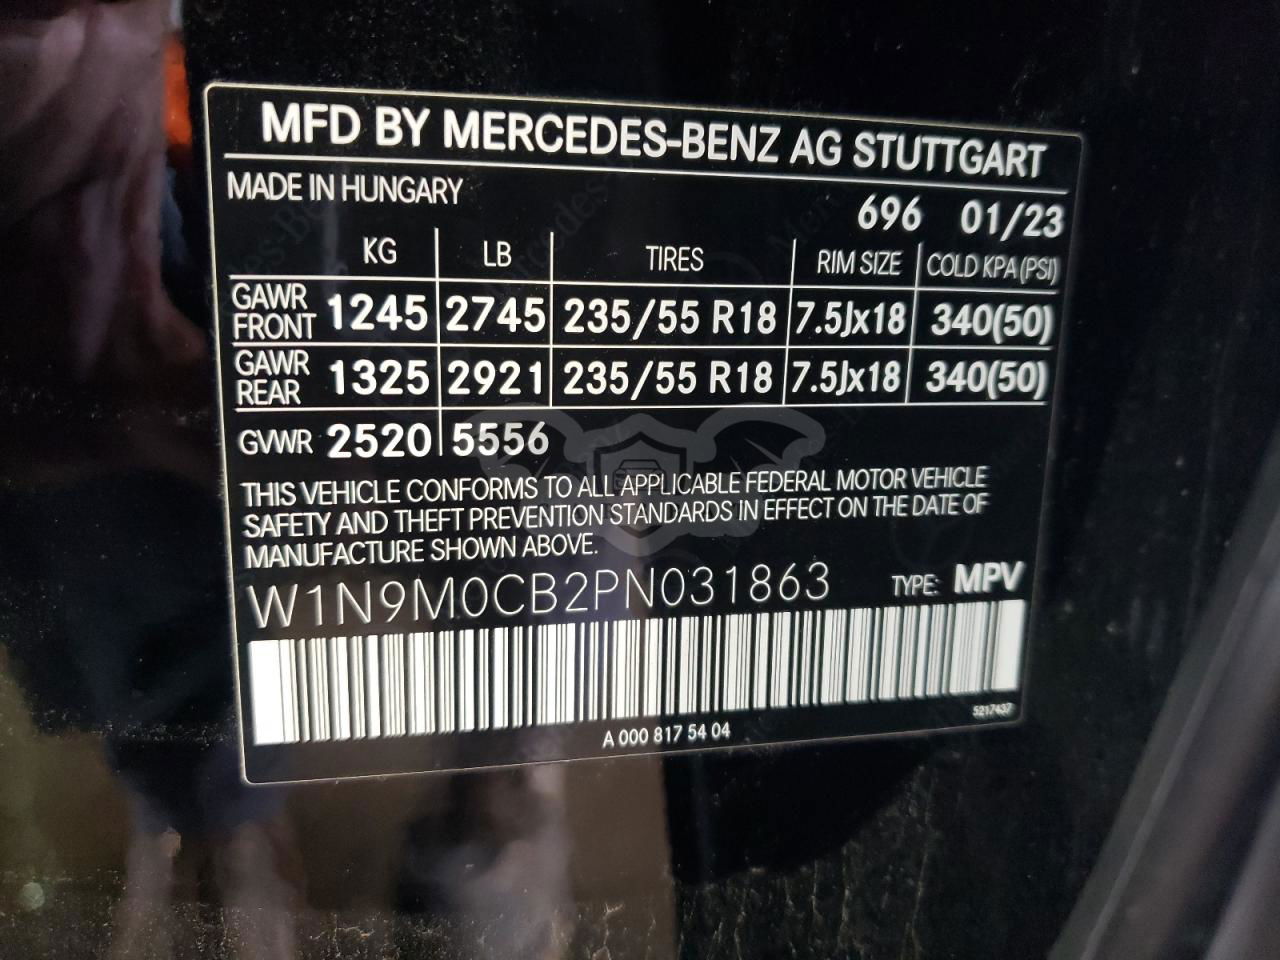 MFD BY MERCEDES-BENZ AG STUTTGART
MADE IN HUNGARY
696 01/23
KG LB TIRES RIM SIZE COLD KPA (PSI)
GAWR FRONT 1245 2745 235/55 R18 7.5Jx18 340(50)
GAWR REAR 1325 2921 235/55 R18 7.5Jx18 340(50)
GVWR 2520 5556
THIS VEHICLE CONFORMS TO ALL APPLICABLE FEDERAL MOTOR VEHICLE
SAFETY AND THEFT PREVENTION STANDARDS IN EFFECT ON THE DATE OF
MANUFACTURE SHOWN ABOVE.
W1N9M0CB2PN031863 TYPE: MPV
5217437
A 000 817 54 04